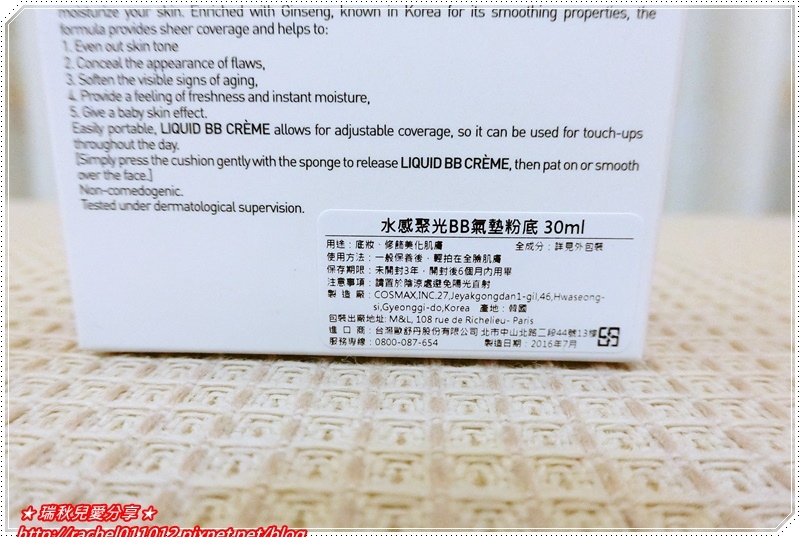 moisturize your skin. Enriched with Ginseng, known in Korea for its smoothing properties, the
formula provides sheer coverage and helps to:
1. Even out skin tone
2. Conceal the appearance of flaws,
3. Soften the visible signs of aging,
4. Provide a feeling of freshness and instant moisture,
5. Give a baby skin effect.
Easily portable, LIQUID BB CRÈME allows for adjustable coverage, so it can be used for touch-ups
throughout the day.
[Simply press the cushion gently with the sponge to release LIQUID BB CRÈME, then pat on or smooth
over the face.]
Non-comedogenic.
Tested under dermatological supervision.
水感聚光BB氣墊粉底 30ml
用途：底妝、修飾美化肌膚 全成分：詳見外包裝
使用方法：一般保養後，輕拍在全臉肌膚
保存期限：未開封3年，開封後6個月內用畢
注意事項：請置於陰涼處避免陽光直射
製造廠：COSMAX,INC.27,Jeyakgongdan1-gil,46,Hwaseong-
si,Gyeonggi-do,Korea 產地：韓國
包裝出廠地址: M&L, 108 rue de Richelieu- Paris
進口商：台灣歐舒丹股份有限公司 北市中山北路二段44號13樓
服務專線：0800-087-654 製造日期：2016年7月
★ 瑞秋兒愛分享 ★
http://rachel011012.pixnet.net/blog